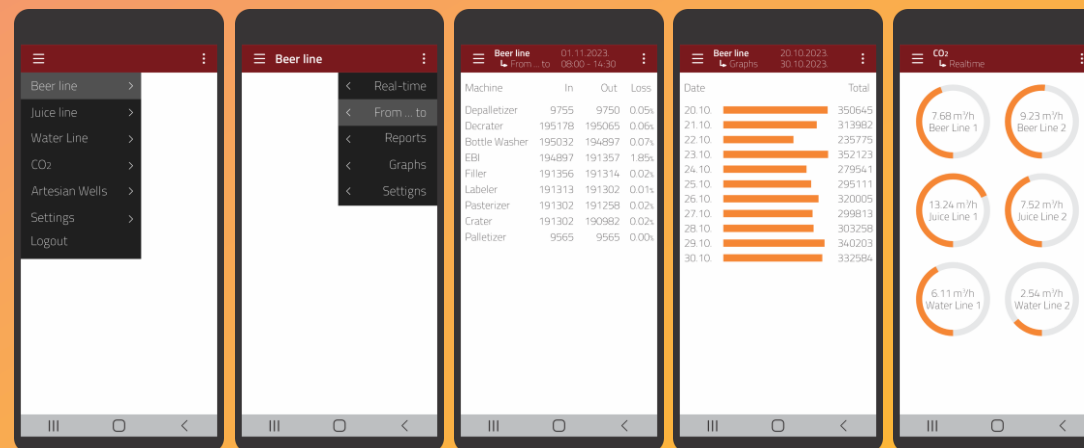 Beer line >
Juice line >
Water Line >
CO₂ >
Artesian Wells >
Settings >
Logout
Beer line
< Real-time
< From ... to
< Reports
< Graphs
< Settigns
Beer line 01.11.2023.
From ... to 08:00 - 14:30
Machine In Out Loss
Depalletizer 9755 9750 0.05%
Decrater 195178 195065 0.06%
Bottle Washer 195032 194897 0.07%
EBI 194897 191357 1.85%
Filler 191356 191314 0.02%
Labeler 191313 191302 0.01%
Pasterizer 191302 191258 0.02%
Crater 191302 190982 0.02%
Palletizer 9565 9565 0.00%
Beer line 20.10.2023.
Graphs 30.10.2023.
Date Total
20.10. 350645
21.10. 313982
22.10. 235775
23.10. 352123
24.10. 279541
25.10. 295111
26.10. 320005
27.10. 299813
28.10. 303258
29.10. 340203
30.10. 332584
CO₂
Realtime
7.68 m³/h
Beer Line 1
9.23 m³/h
Beer Line 2
13.24 m³/h
Juice Line 1
7.52 m³/h
Juice Line 2
6.11 m³/h
Water Line 1
2.54 m³/h
Water Line 2